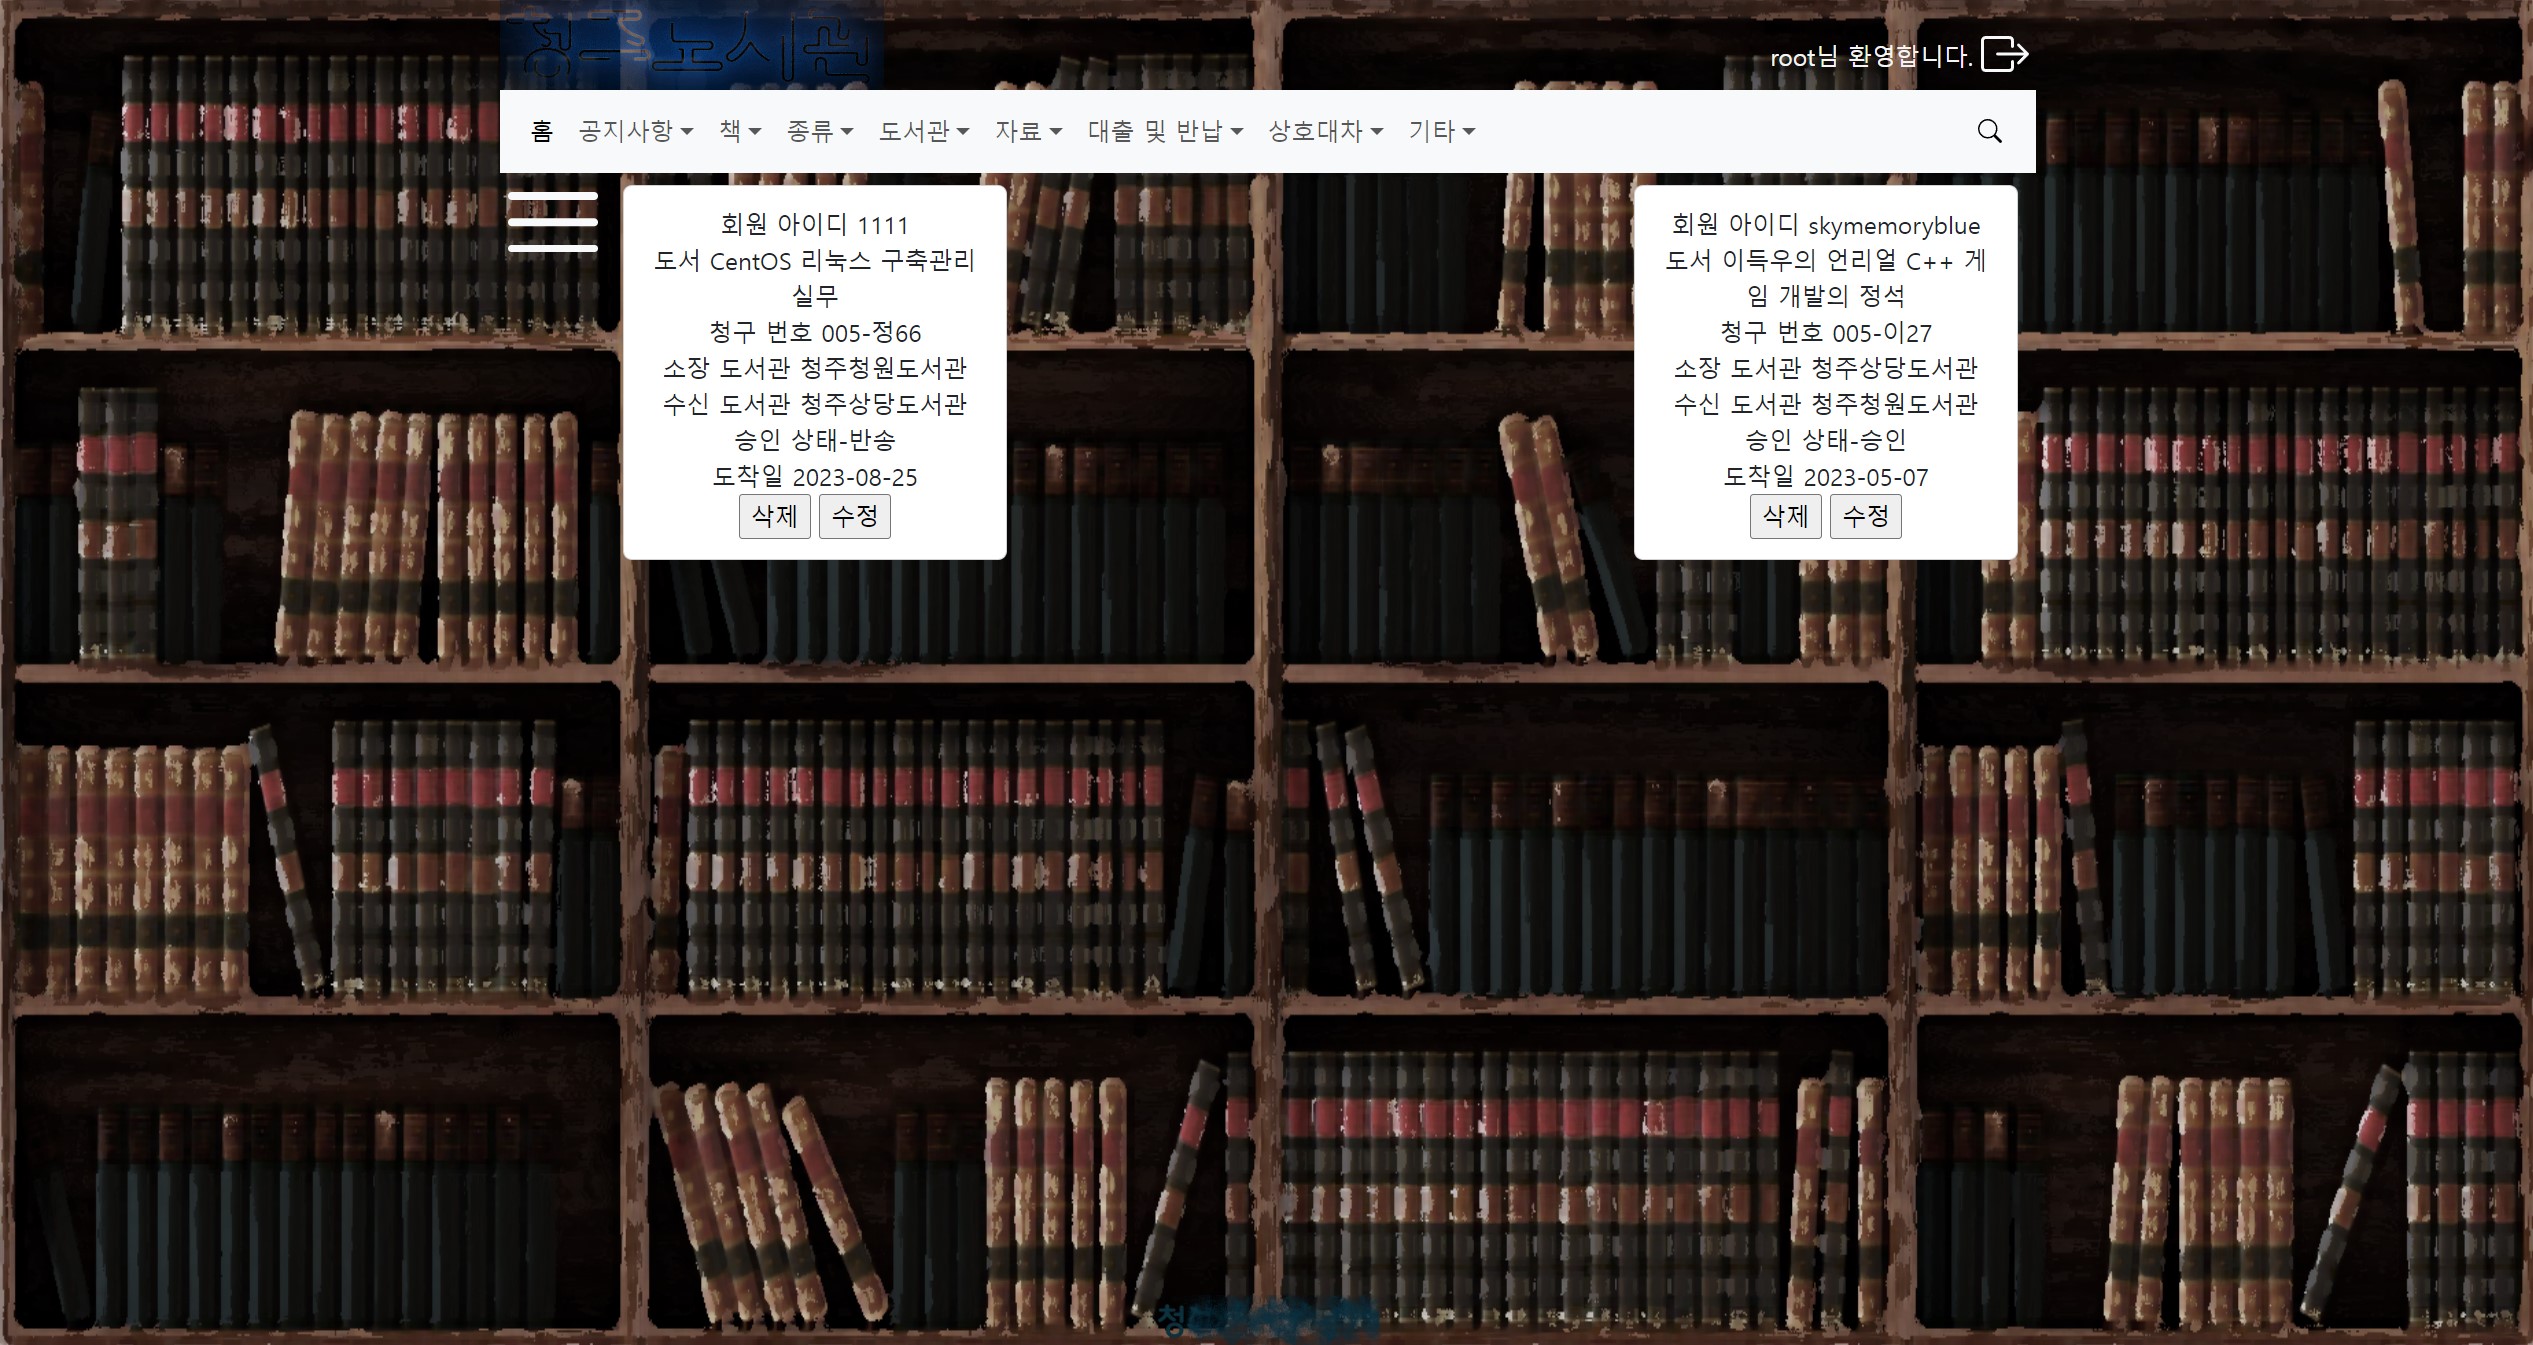 root님 환영합니다.
홈 공지사항 책 종류 도서관 자료 대출 및 반납 상호대차 기타
회원 아이디 1111
도서 CentOS 리눅스 구축관리
실무
청구 번호 005-정66
소장 도서관 청주청원도서관
수신 도서관 청주상당도서관
승인 상태-반송
도착일 2023-08-25
삭제 수정
회원 아이디 skymemoryblue
도서 이득우의 언리얼 C++ 게
임 개발의 정석
청구 번호 005-이27
소장 도서관 청주상당도서관
수신 도서관 청주청원도서관
승인 상태-승인
도착일 2023-05-07
삭제 수정